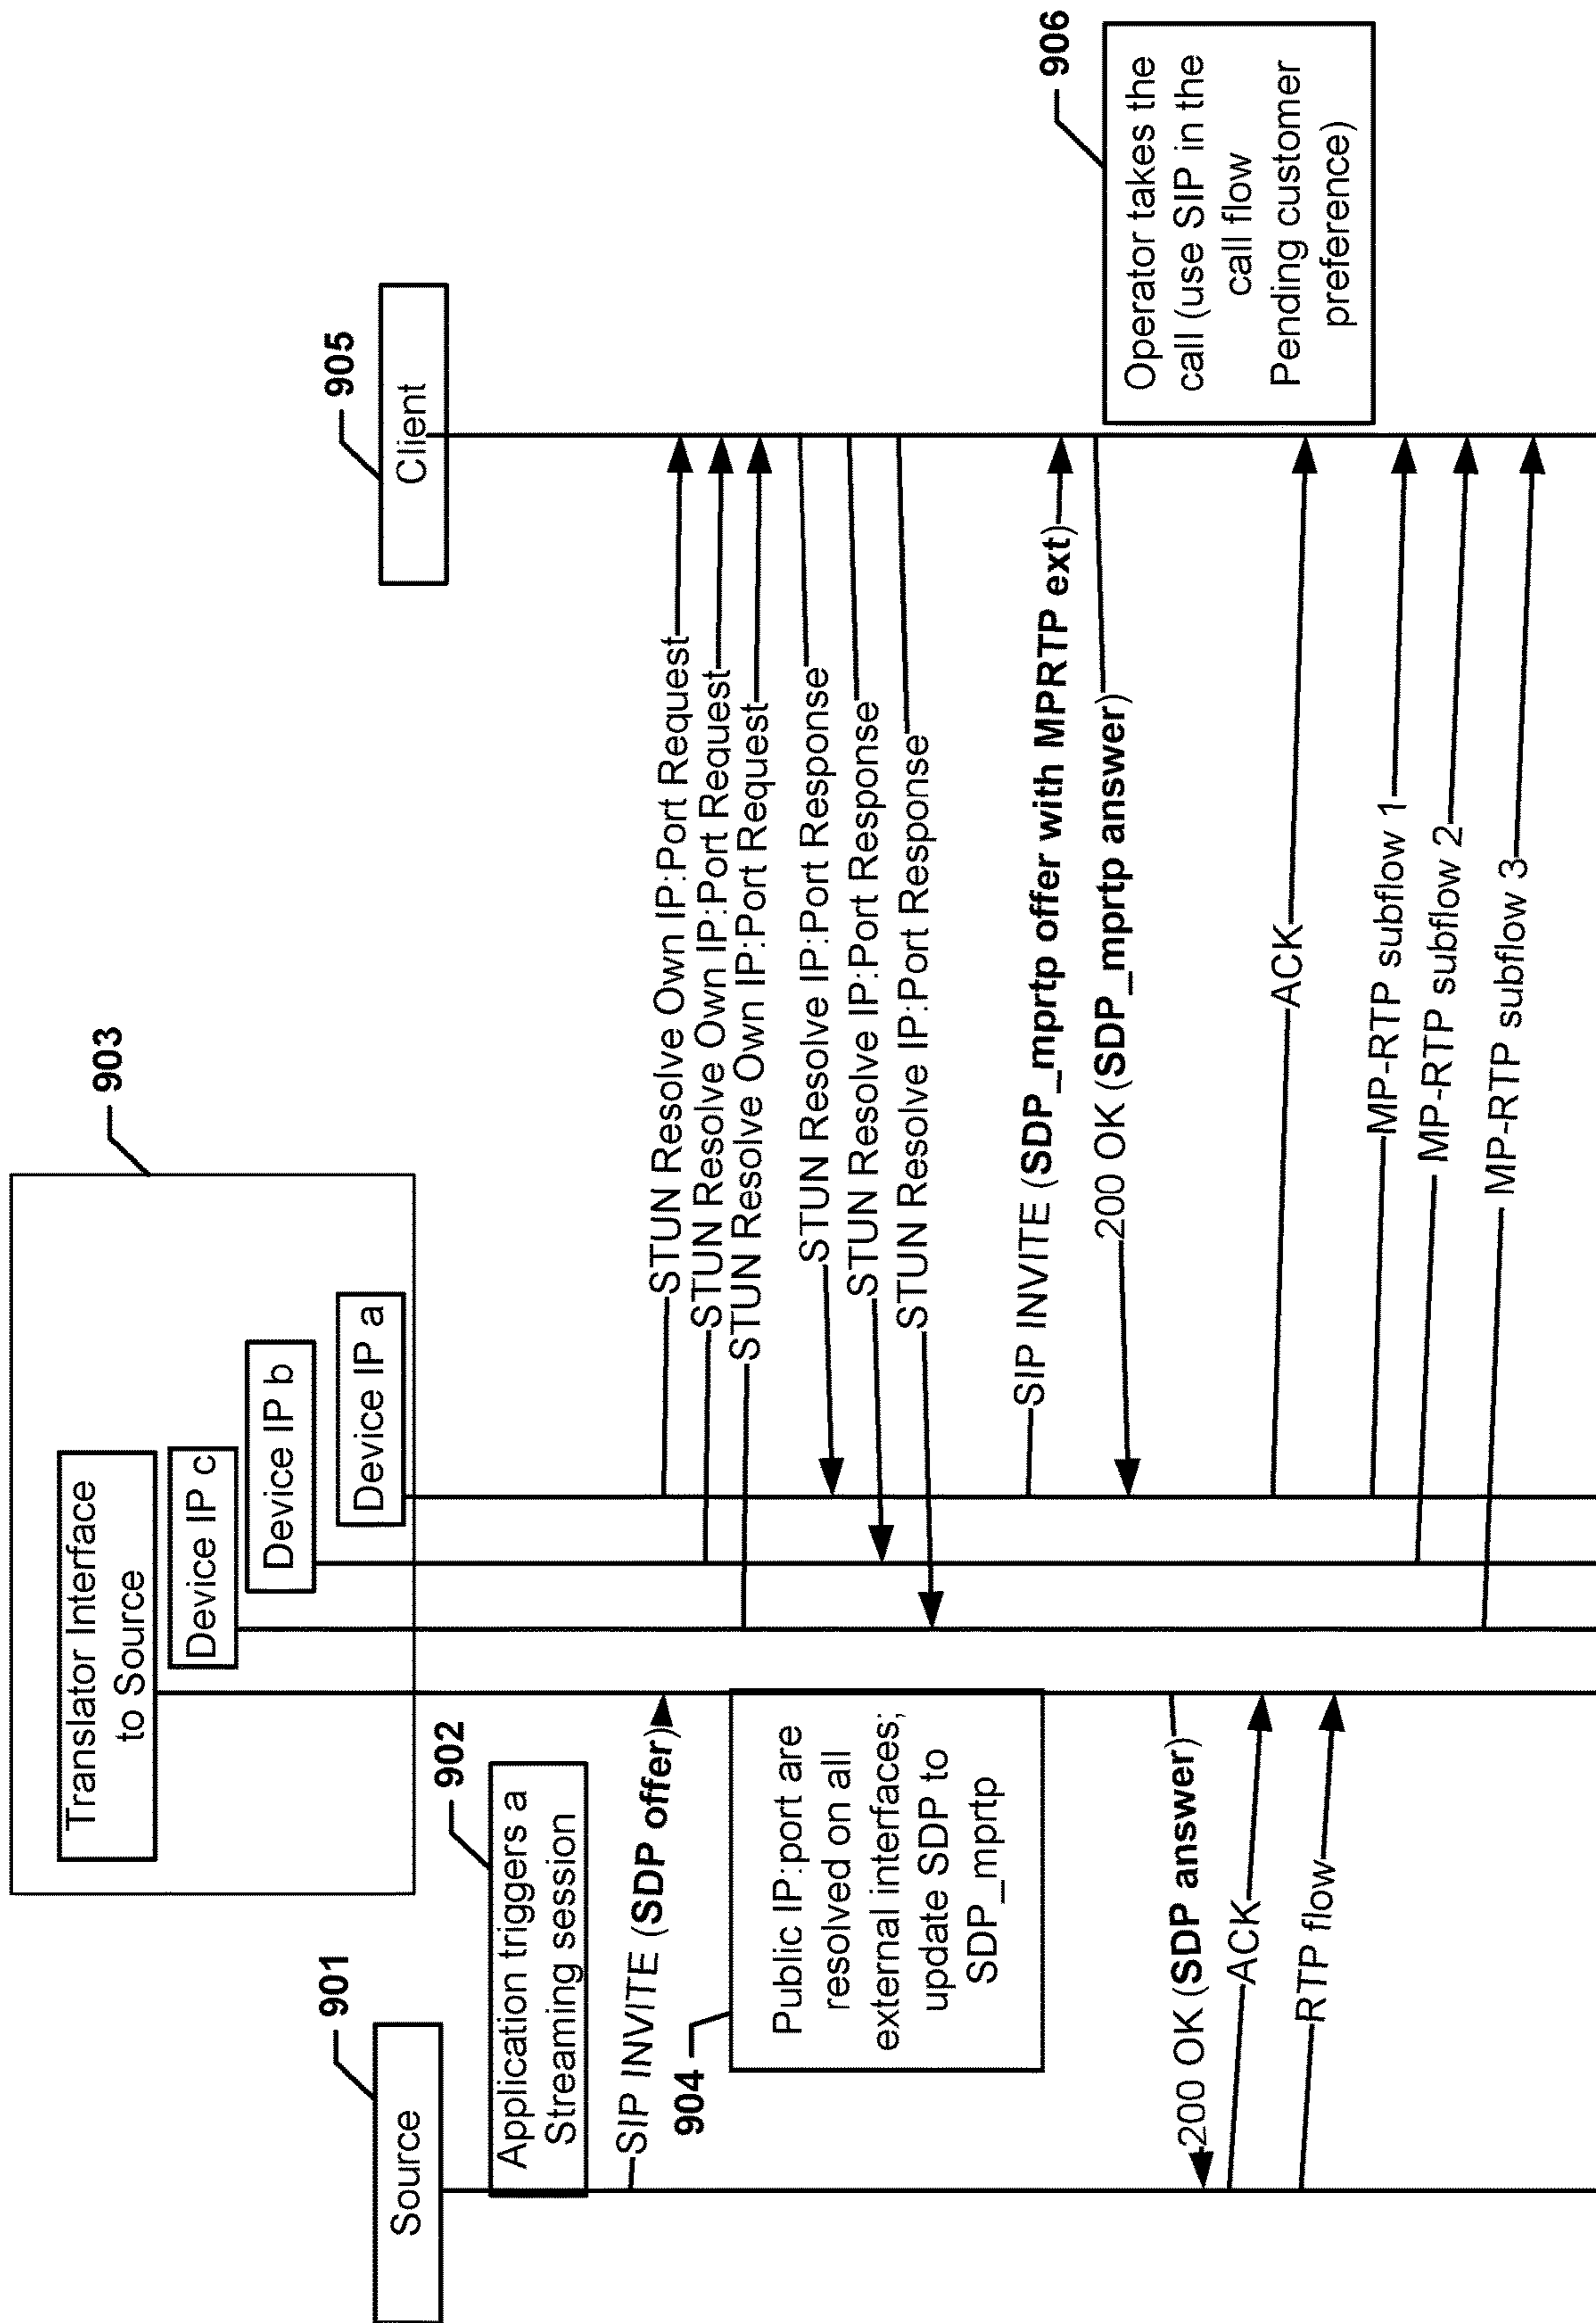 903
Translator Interface
to Source
Device IP c
Device IP b
Device IP a
901
Source
905
Client
902
Application triggers a
Streaming session
SIP INVITE (SDP offer)
STUN Resolve Own IP:Port Request
STUN Resolve Own IP:Port Request
STUN Resolve Own IP:Port Request
904
Public IP:port are
resolved on all
external interfaces;
update SDP to
SDP_mprtp
STUN Resolve IP:Port Response
STUN Resolve IP:Port Response
STUN Resolve IP:Port Response
SIP INVITE (SDP_mprtp offer with MPRTP ext)
200 OK (SDP_mprtp answer)
906
Operator takes the
call (use SIP in the
call flow
Pending customer
preference)
200 OK (SDP answer)
ACK
ACK
RTP flow
MP-RTP subflow 1
MP-RTP subflow 2
MP-RTP subflow 3